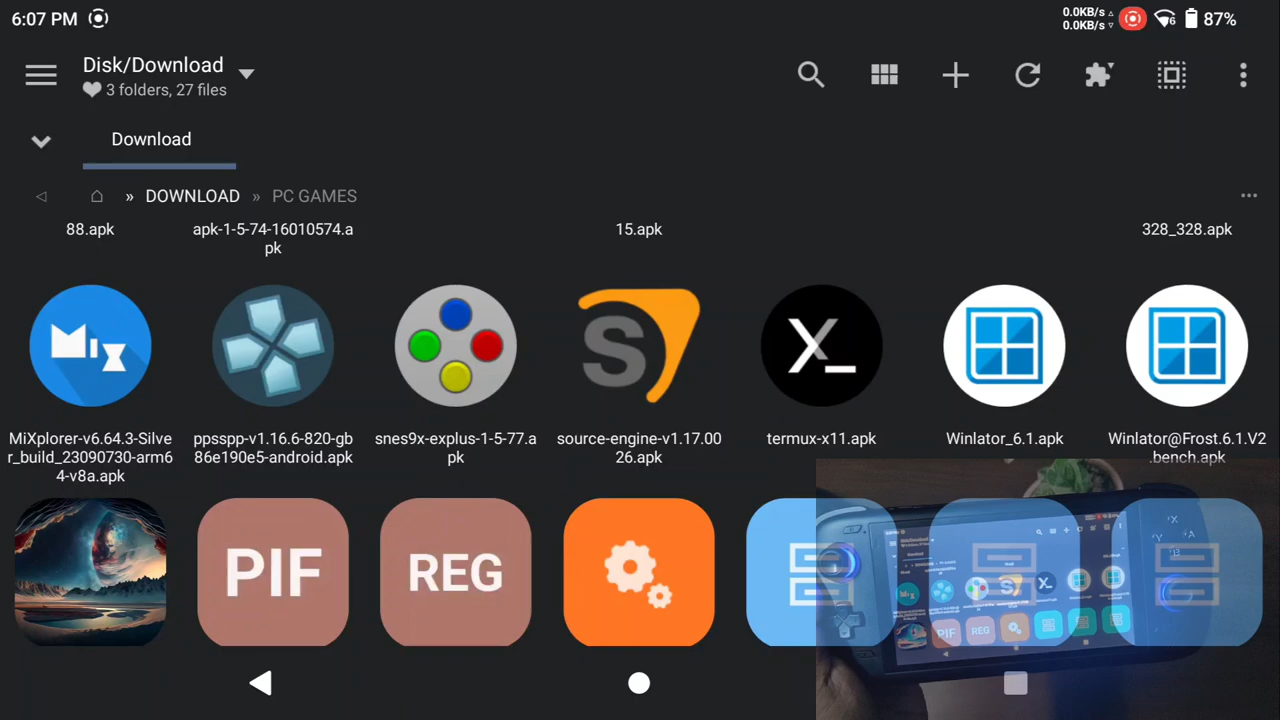 6:07 PM
0.0KB/s
0.0KB/s
6
87%
Disk/Download
3 folders, 27 files
Download
» DOWNLOAD » PC GAMES
88.apk
apk-1-5-74-16010574.a
pk
15.apk
328_328.apk
MiXplorer-v6.64.3-Silve
r_build_23090730-arm6
4-v8a.apk
ppsspp-v1.16.6-820-gb
86e190e5-android.apk
snes9x-explus-1-5-77.a
pk
source-engine-v1.17.00
26.apk
termux-x11.apk
Winlator_6.1.apk
Winlator@Frost.6.1.V2
.bench.apk
PIF
REG
PIF
REG